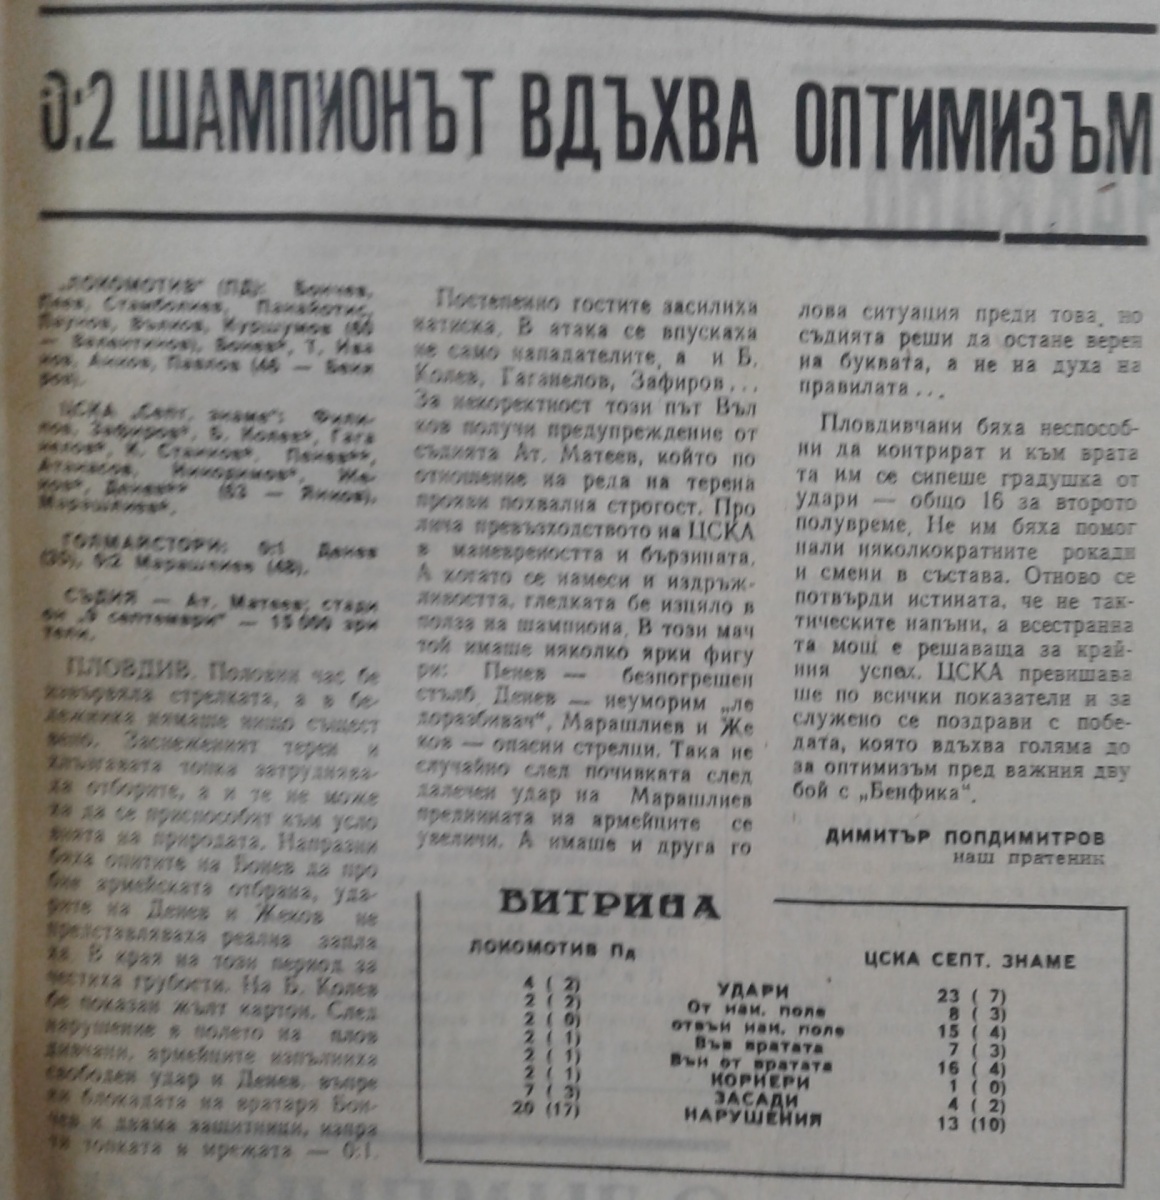 0:2 ШАМПИОНЪТ ВДЪХВА ОПТИМИЗЪМ
„ЛОКОМОТИВ“ (ПД): Бончев,
Пеев, Стамболиев, Панайотис,
Паунов, Вълков, Куршумов (60
— Валентинов), Бонев*, Т. Ива
нов, Анков, Павлов (46 —
ЦСКА „Септ. знаме“: Фили-
пов, Зафиров*, Б. Колев*, Гага
нелов*, К. Станков*, Пенев**,
Атанасов, Никодимов*, Же-
ков*, Денев** (83 — Янков),
Марашлиев*.
ГОЛМАЙСТОРИ: 0:1 Денев
(39), 0:2 Марашлиев (48).
СЪДИЯ — Ат. Матеев; стади
он „9 септември“ — 15 000 зри
тели.
ПЛОВДИВ. Половин час бе
извървяла стрелката, а в бе-
лежника нямаше нищо същест
вено. Заснеженият терен и
хлъзгавата топка затруднява-
ха отборите, а и те не може
ха да се приспособят към усло
вията на природата. Напразни
бяха опитите на Бонев да про
бие армейската отбрана, уда-
рите на Денев и Жеков не
представляваха реална запла
ха. В края на този период за
честиха грубости. На Б. Колев
бе показан жълт картон. След
нарушение в полето на плов
дивчани, армейците изпълниха
свободен удар и Денев, въпре
ки блокадата на вратаря Бон-
чев и двама защитници, изпра
ти топката в мрежата — 0:1.
Постепенно гостите засилиха
натиска. В атака се впускаха
не само нападателите, а и Б.
Колев, Гаганелов, Зафиров...
За некоректност този път Въл
ков получи предупреждение от
съдията Ат. Матеев, който по
отношение на реда на терена
прояви похвална строгост. Про
лича превъзходството на ЦСКА
в маневреността и бързината.
А когато се намеси и издръж-
ливостта, гледката бе изцяло в
полза на шампиона. В този мач
той имаше няколко ярки фигу
ри: Пенев — безпогрешен
стълб, Денев — неуморим „ле
доразбивач“, Марашлиев и Же
ков — опасни стрелци. Така не
случайно след почивката след
далечен удар на Марашлиев
преднината на армейците се
увеличи. А имаше и друга го
лова ситуация преди това, но
съдията реши да остане верен
на буквата, а не на духа на
правилата...
Пловдивчани бяха неспособ-
ни да контрират и към врата
та им се сипеше градушка от
удари — общо 16 за второто
полувреме. Не им бяха помог
нали няколкократните рокади
и смени в състава. Отново се
потвърди истината, че не так-
тическите напъни, а всестранна
та мощ е решаваща за край-
ния успех. ЦСКА превишава
ше по всички показатели и за
служено се поздрави с побе-
дата, която вдъхва голяма до
за оптимизъм пред важния дву
бой с „Бенфика“.
ДИМИТЪР ПОПДИМИТРОВ
наш пратеник
ВИТРИНА
ЛОКОМОТИВ Пд ЦСКА СЕПТ. ЗНАМЕ
4 ( 2) УДАРИ 23 ( 7)
2 ( 2) От нак. поле 8 ( 3)
2 ( 0) отвън нак. поле 15 ( 4)
2 ( 1) Във вратата 7 ( 3)
2 ( 1) Вън от вратата 16 ( 4)
2 ( 1) КОРНЕРИ 1 ( 0)
7 ( 3) ЗАСАДИ 4 ( 2)
20 (17) НАРУШЕНИЯ 13 (10)